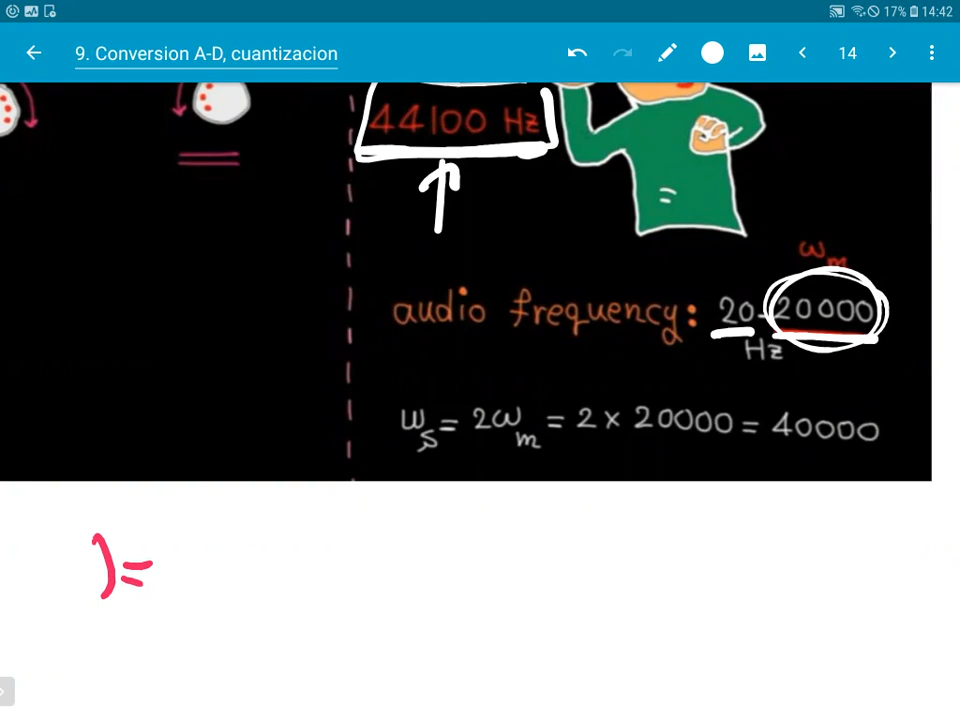 17% 14:42
9. Conversion A-D, cuantizacion
14
44100 Hz
ωm
audio frequency: 20-20000
Hz
ωs = 2ωm = 2 × 20000 = 40000
)=